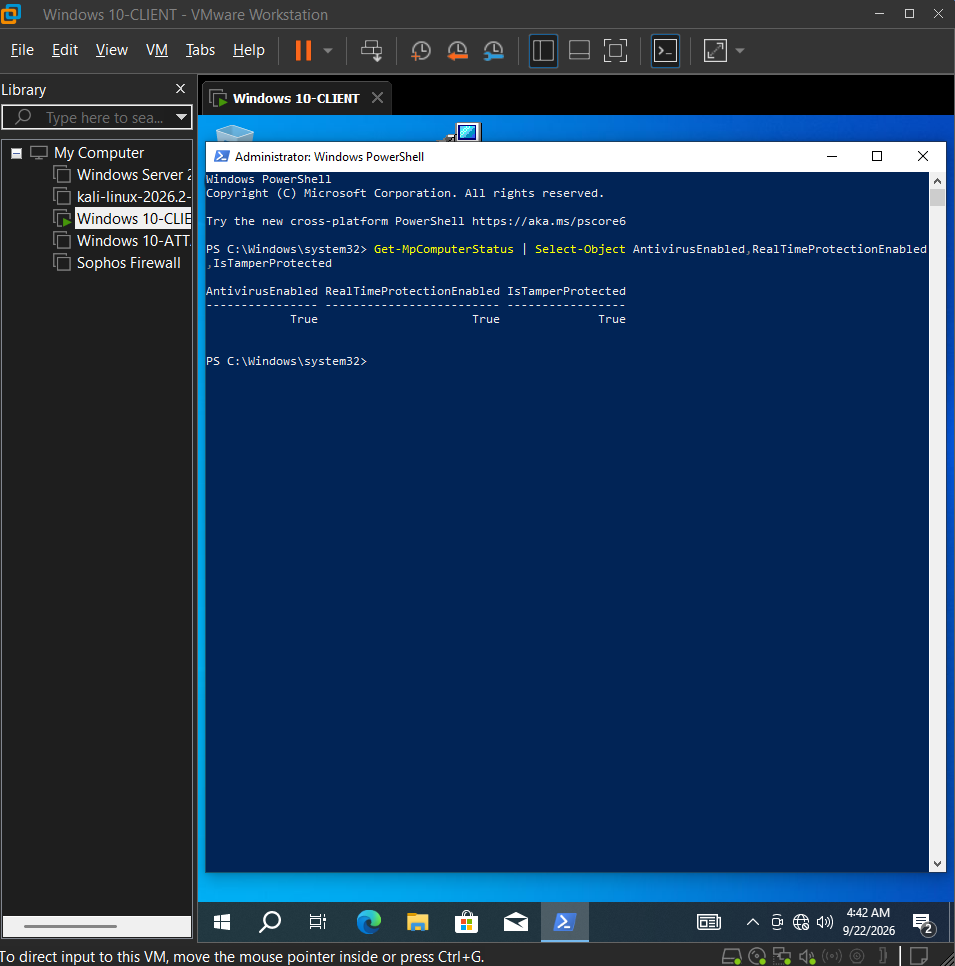 Windows 10-CLIENT - VMware Workstation
File Edit View VM Tabs Help
Library
Type here to sea...
My Computer
Windows Server 2
kali-linux-2026.2-
Windows 10-CLIE
Windows 10-ATT
Sophos Firewall
Windows 10-CLIENT
Administrator: Windows PowerShell
Windows PowerShell
Copyright (C) Microsoft Corporation. All rights reserved.
Try the new cross-platform PowerShell https://aka.ms/pscore6
PS C:\Windows\system32> Get-MpComputerStatus | Select-Object AntivirusEnabled,RealTimeProtectionEnabled
,IsTamperProtected
AntivirusEnabled RealTimeProtectionEnabled IsTamperProtected
---------------- ------------------------- -----------------
True True True
PS C:\Windows\system32>
4:42 AM
9/22/2026
2
To direct input to this VM, move the mouse pointer inside or press Ctrl+G.